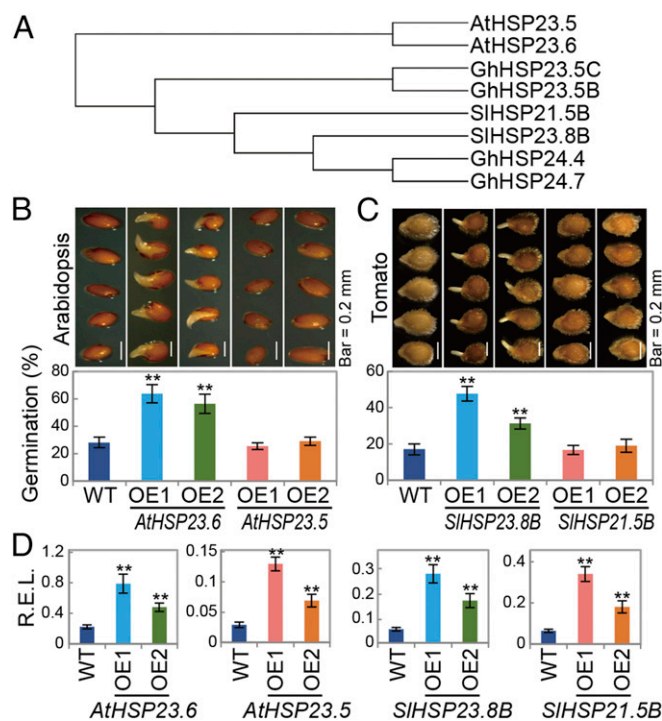 A
AtHSP23.5
AtHSP23.6
GhHSP23.5C
GhHSP23.5B
SlHSP21.5B
SlHSP23.8B
GhHSP24.4
GhHSP24.7
B
Arabidopsis
Bar = 0.2 mm
Germination (%)
80
60
40
20
0
** **
WT OE1 OE2 OE1 OE2
AtHSP23.6 AtHSP23.5
C
Tomato
Bar = 0.2 mm
60
40
20
0
** **
WT OE1 OE2 OE1 OE2
SlHSP23.8B SlHSP21.5B
D
R.E.L.
1.2
0.8
0.4
0
** **
WT OE1 OE2
AtHSP23.6
0.15
0.1
0.05
0
** **
WT OE1 OE2
AtHSP23.5
0.3
0.2
0.1
0
** **
WT OE1 OE2
SlHSP23.8B
0.4
0.2
0
** **
WT OE1 OE2
SlHSP21.5B